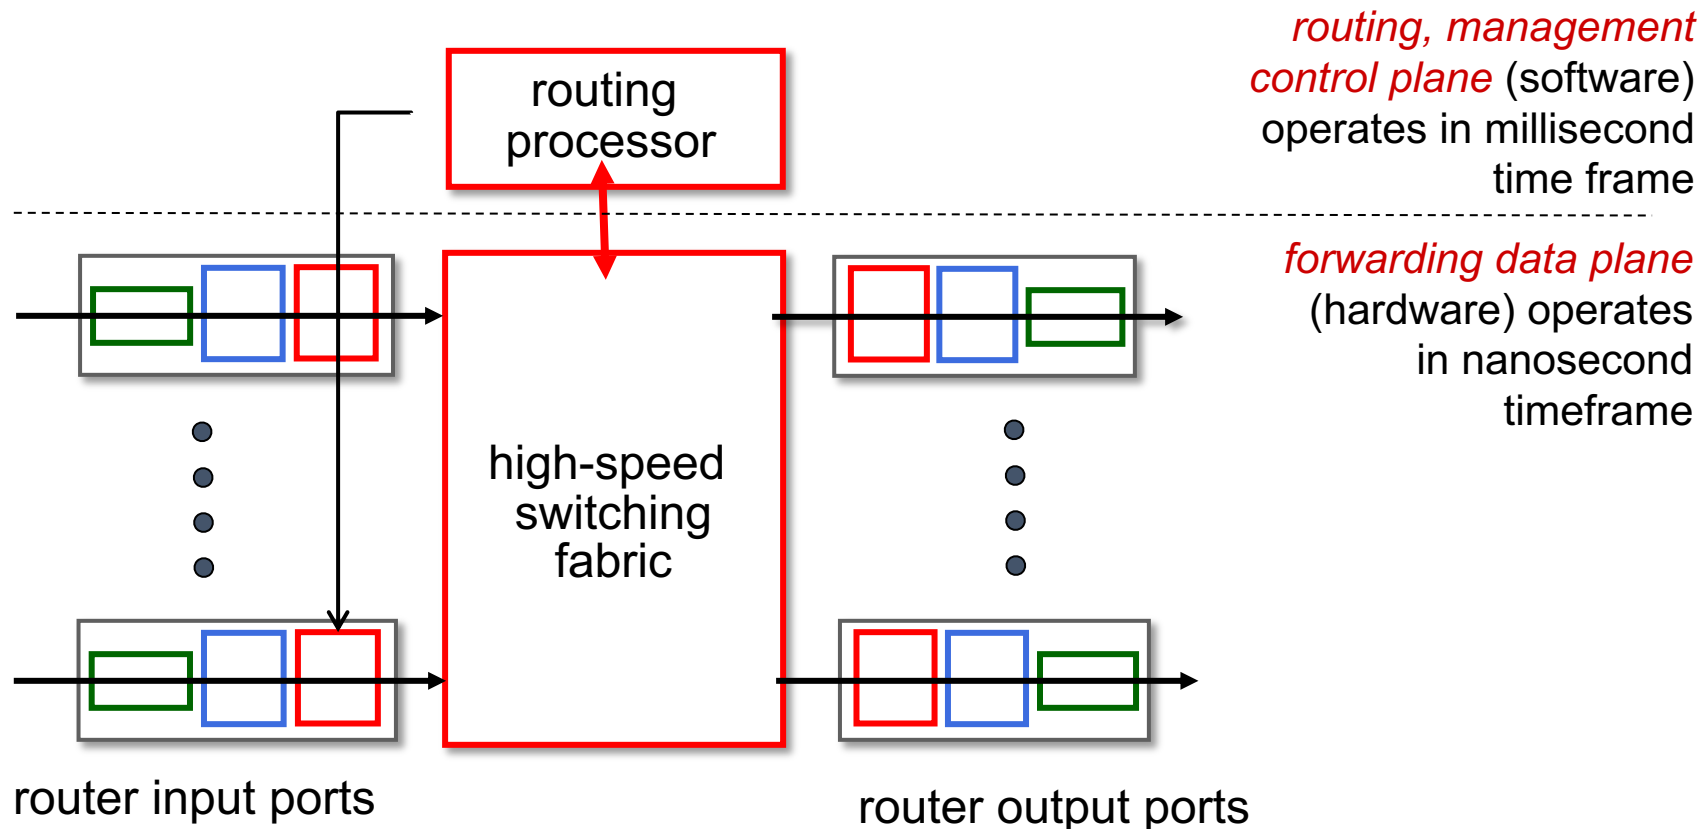 routing, management
control plane (software)
operates in millisecond
time frame
routing
processor
forwarding data plane
(hardware) operates
in nanosecond
timeframe
high-speed
switching
fabric
router input ports
router output ports